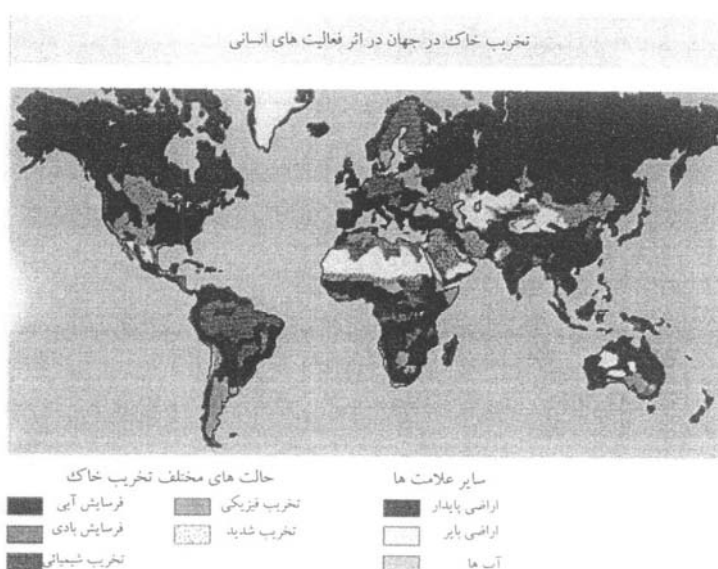 تخریب خاک در جهان در اثر فعالیت های انسانی
حالت های مختلف تخریب خاک
فرسایش آبی
تخریب فیزیکی
فرسایش بادی
تخریب شدید
تخریب شیمیائی
سایر علامت ها
اراضی پایدار
اراضی بایر
آب ها